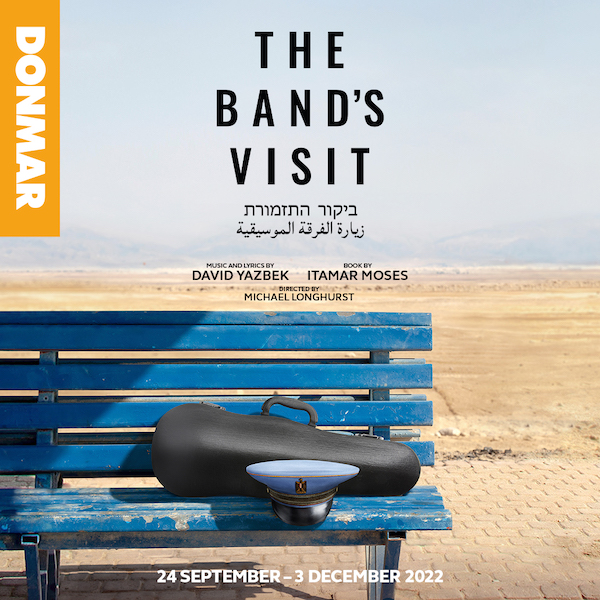 DONMAR
THE
BAND'S
VISIT
ביקור התזמורת
زيارة الفرقة الموسيقية
MUSIC AND LYRICS BY
DAVID YAZBEK
BOOK BY
ITAMAR MOSES
DIRECTED BY
MICHAEL LONGHURST
24 SEPTEMBER – 3 DECEMBER 2022